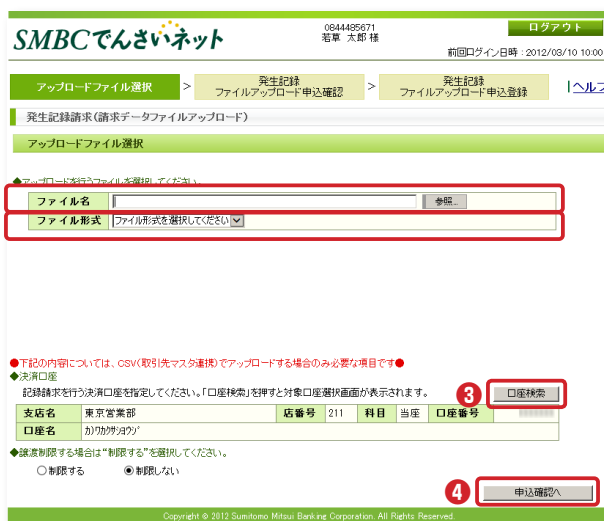 SMBCでんさいネット
0844485671
若草 太郎 様
ログアウト
前回ログイン日時：2012/03/10 10:00
アップロードファイル選択
>
発生記録
ファイルアップロード申込確認
>
発生記録
ファイルアップロード申込登録
ヘルプ
発生記録請求(請求データファイルアップロード)
アップロードファイル選択
◆アップロードを行うファイルを選択してください。
ファイル名
参照...
ファイル形式 ファイル形式を選択してください
●下記の内容については、CSV(取引先マスタ連携)でアップロードする場合のみ必要な項目です●
◆決済口座
記録請求を行う決済口座を指定してください。「口座検索」を押すと対象口座選択画面が表示されます。
3 口座検索
支店名 東京営業部 店番号 211 科目 当座 口座番号
口座名 カ)ワカクサシヨウジ
◆譲渡制限する場合は“制限する”を選択してください。
○制限する ◉制限しない
4 申込確認へ
Copyright © 2012 Sumitomo Mitsui Banking Corporation. All Rights Reserved.